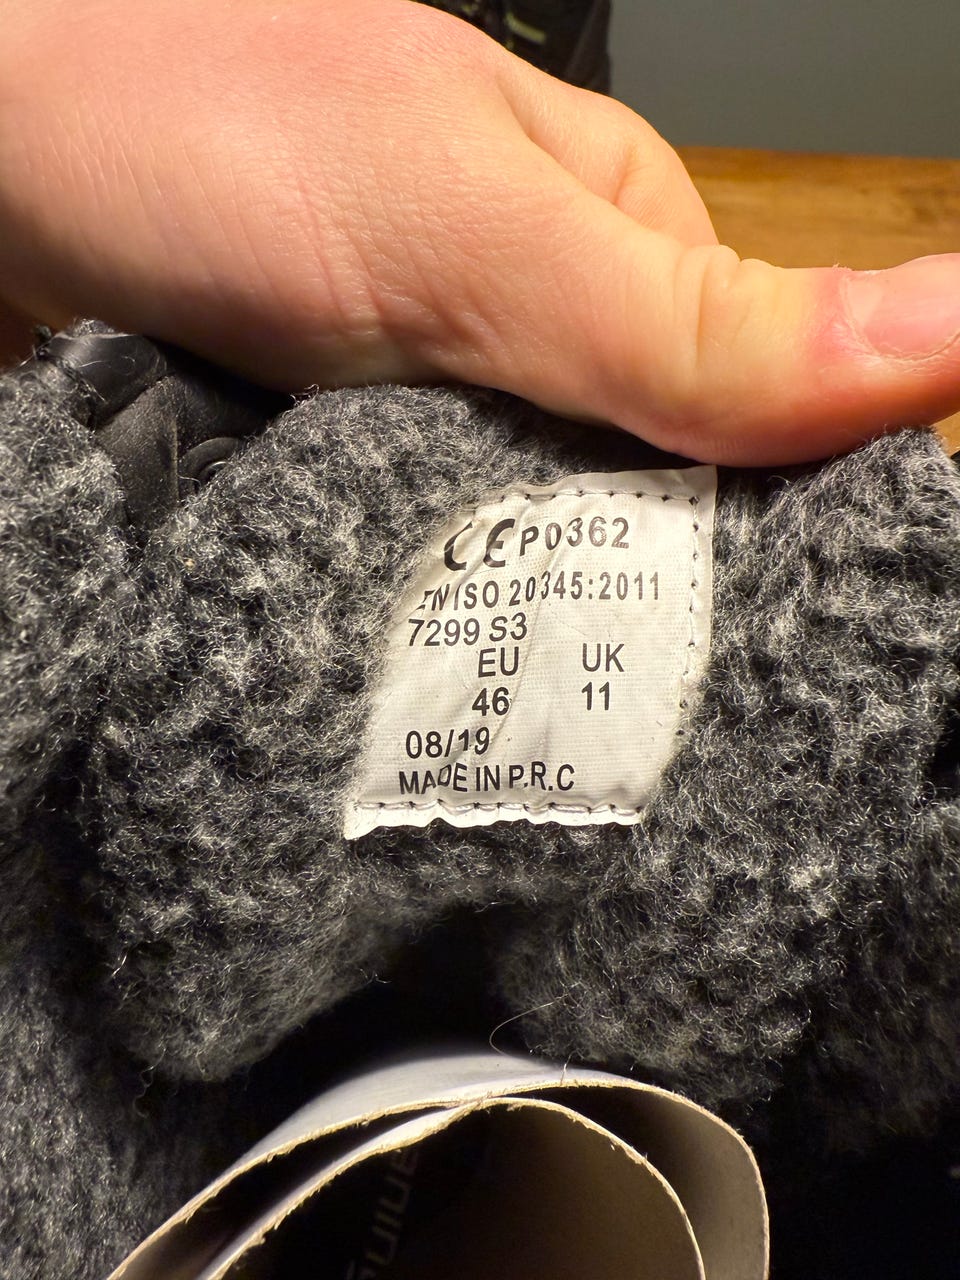 CE P0362
EN ISO 20345:2011
7299 S3
EU UK
46 11
08/19
MADE IN P.R.C